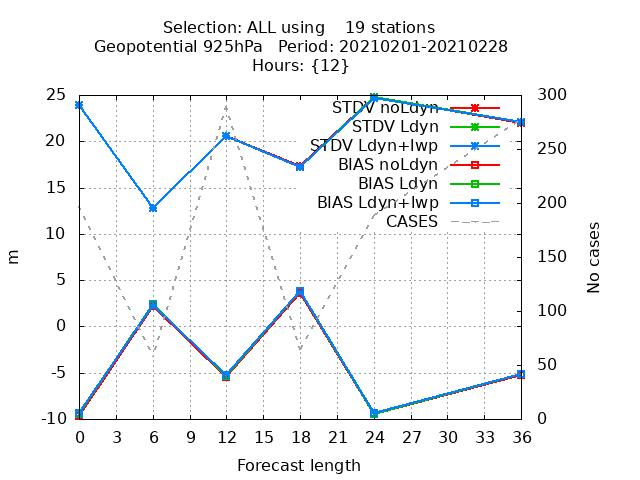 Selection: ALL using    19 stations
Geopotential 925hPa   Period: 20210201-20210228
Hours: {12}
25
20
15
10
5
0
-5
-10
m
STDV noLdyn
STDV Ldyn
STDV Ldyn+Iwp
BIAS noLdyn
BIAS Ldyn
BIAS Ldyn+Iwp
CASES
300
250
200
150
100
50
0
No cases
0 3 6 9 12 15 18 21 24 27 30 33 36
Forecast length